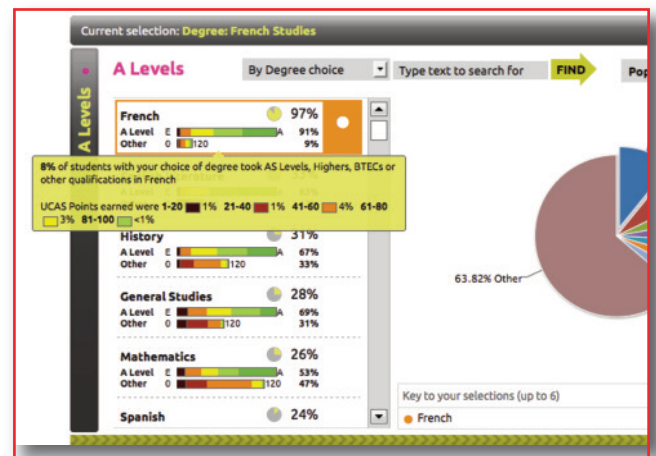 Current selection: Degree: French Studies
A Levels
A Levels
By Degree choice
Type text to search for
FIND
French 97%
A Level E A 91%
Other 0 120 9%
8% of students with your choice of degree took AS Levels, Highers, BTECs or
other qualifications in French
UCAS Points earned were 1-20 1% 21-40 1% 41-60 4% 61-80
3% 81-100 <1%
History 31%
A Level E A 67%
Other 0 120 33%
General Studies 28%
A Level E A 69%
Other 0 120 31%
Mathematics 26%
A Level E A 53%
Other 0 120 47%
Spanish 24%
63.82% Other
Key to your selections (up to 6)
French